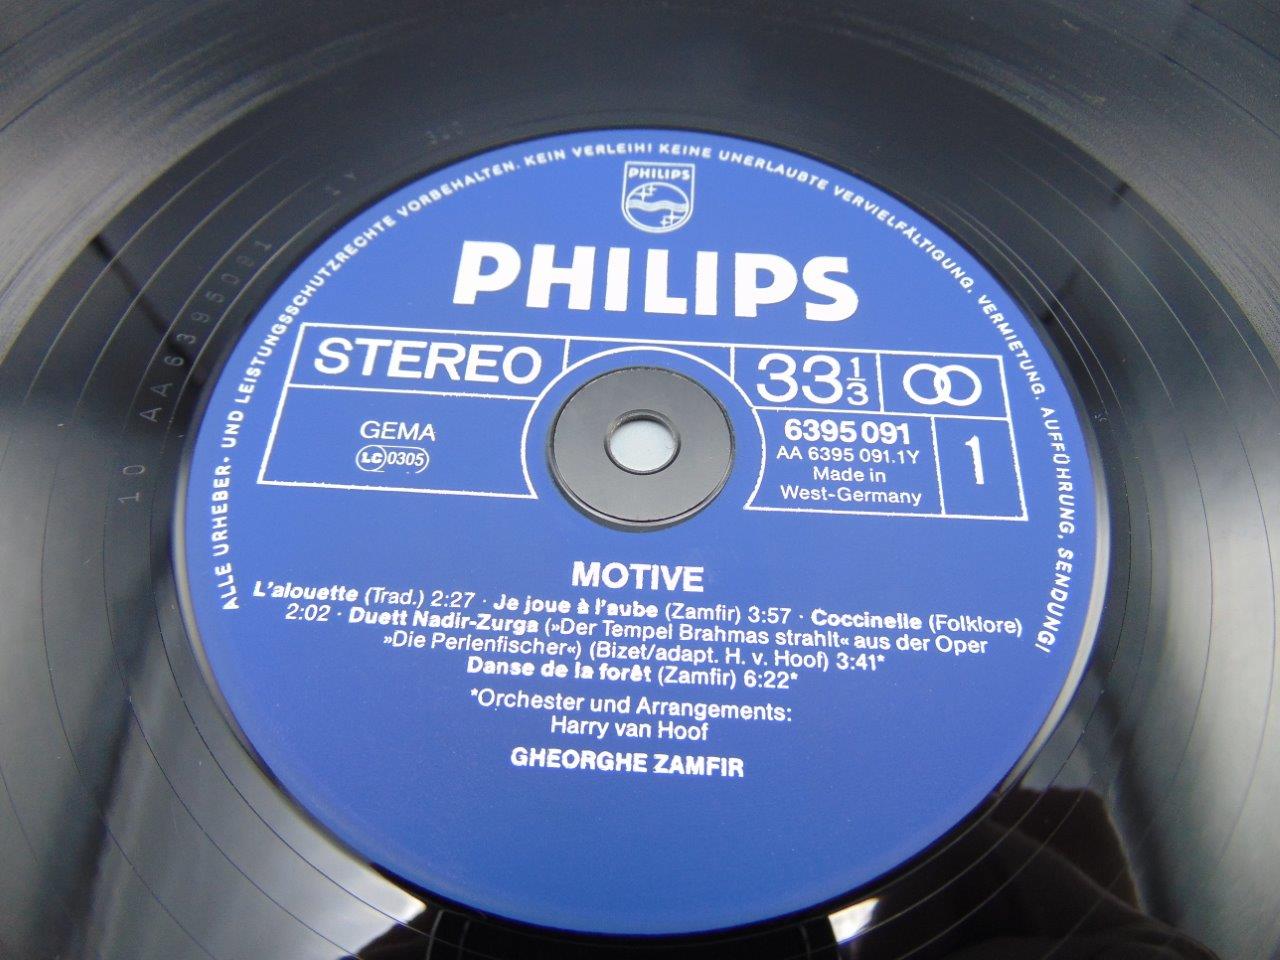 ALLE URHEBER- UND LEISTUNGSSCHUTZRECHTE VORBEHALTEN. KEIN VERLEIH! KEINE UNERLAUBTE VERVIELFÄLTIGUNG, VERMIETUNG, AUFFÜHRUNG, SENDUNG!
PHILIPS
PHILIPS
STEREO
33 1/3
GEMA
LC 0305
6395 091
AA 6395 091.1Y
Made in
West-Germany
1
MOTIVE
L'alouette (Trad.) 2:27 · Je joue à l'aube (Zamfir) 3:57 · Coccinelle (Folklore)
2:02 · Duett Nadir-Zurga (»Der Tempel Brahmas strahlt« aus der Oper
»Die Perlenfischer«) (Bizet/adapt. H. v. Hoof) 3:41*
Danse de la forêt (Zamfir) 6:22*
*Orchester und Arrangements:
Harry van Hoof
GHEORGHE ZAMFIR
10 AA 6395091 1Y